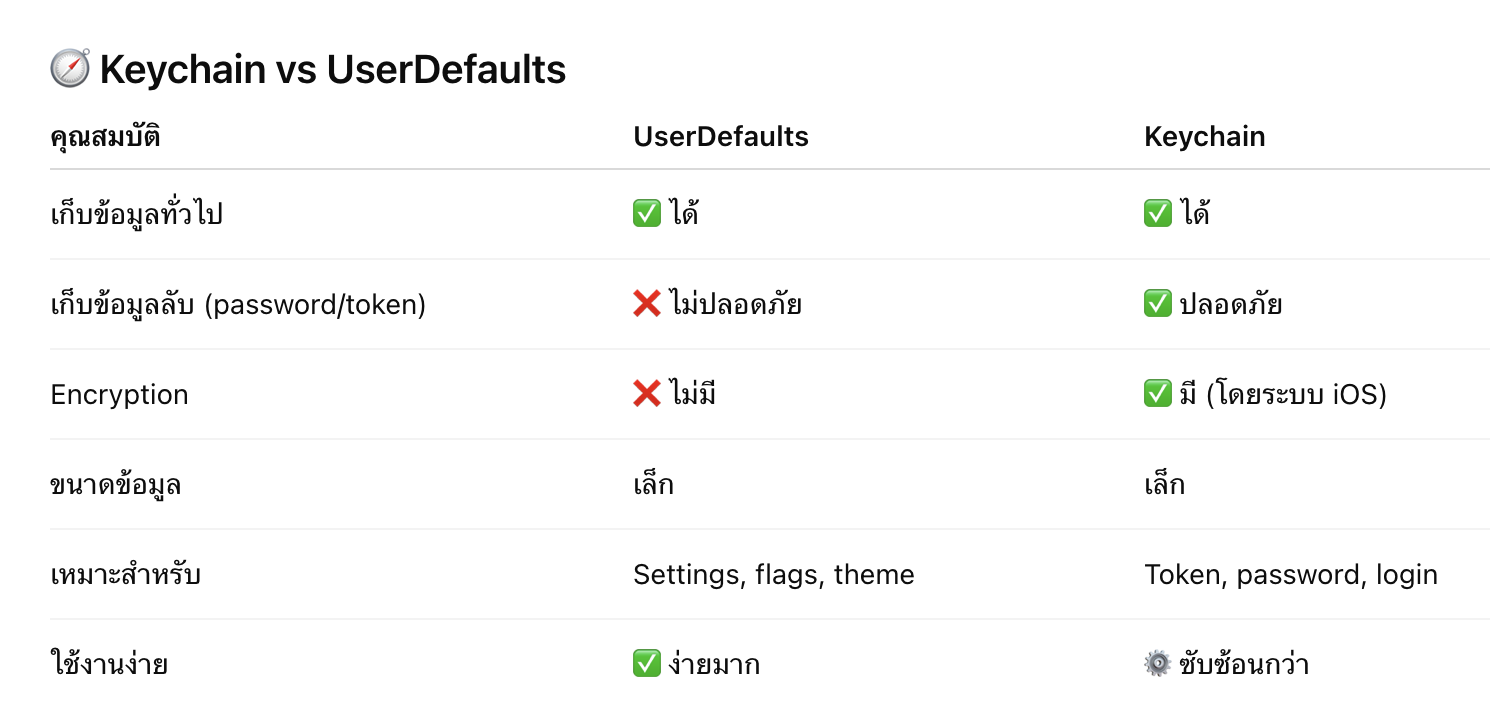 🧭 Keychain vs UserDefaults
คุณสมบัติ UserDefaults Keychain
เก็บข้อมูลทั่วไป ✅ ได้ ✅ ได้
เก็บข้อมูลลับ (password/token) ❌ ไม่ปลอดภัย ✅ ปลอดภัย
Encryption ❌ ไม่มี ✅ มี (โดยระบบ iOS)
ขนาดข้อมูล เล็ก เล็ก
เหมาะสำหรับ Settings, flags, theme Token, password, login
ใช้งานง่าย ✅ ง่ายมาก ⚙️ ซับซ้อนกว่า